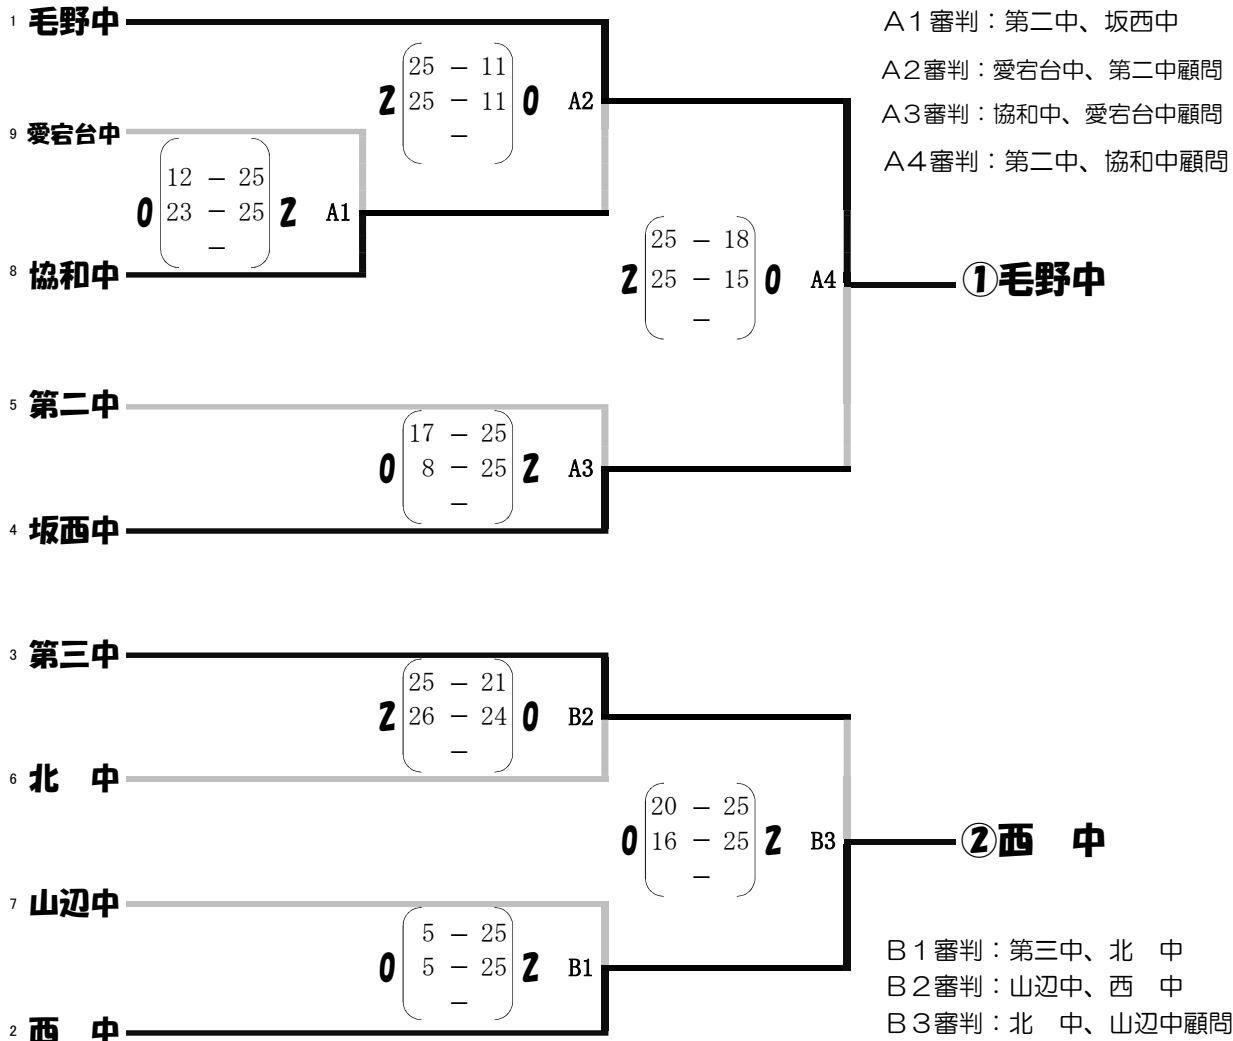 1 毛野中
A1審判：第二中、坂西中
25 － 11
2 25 － 11 0 A2
－
A2審判：愛宕台中、第二中顧問
A3審判：協和中、愛宕台中顧問
A4審判：第二中、協和中顧問
9 愛宕台中
12 － 25
0 23 － 25 2 A1
－
8 協和中
25 － 18
2 25 － 15 0 A4
－
①毛野中
5 第二中
17 － 25
0 8 － 25 2 A3
－
4 坂西中
3 第三中
25 － 21
2 26 － 24 0 B2
－
6 北　中
20 － 25
0 16 － 25 2 B3
－
②西　中
7 山辺中
5 － 25
0 5 － 25 2 B1
－
2 西　中
B1審判：第三中、北　中
B2審判：山辺中、西　中
B3審判：北　中、山辺中顧問